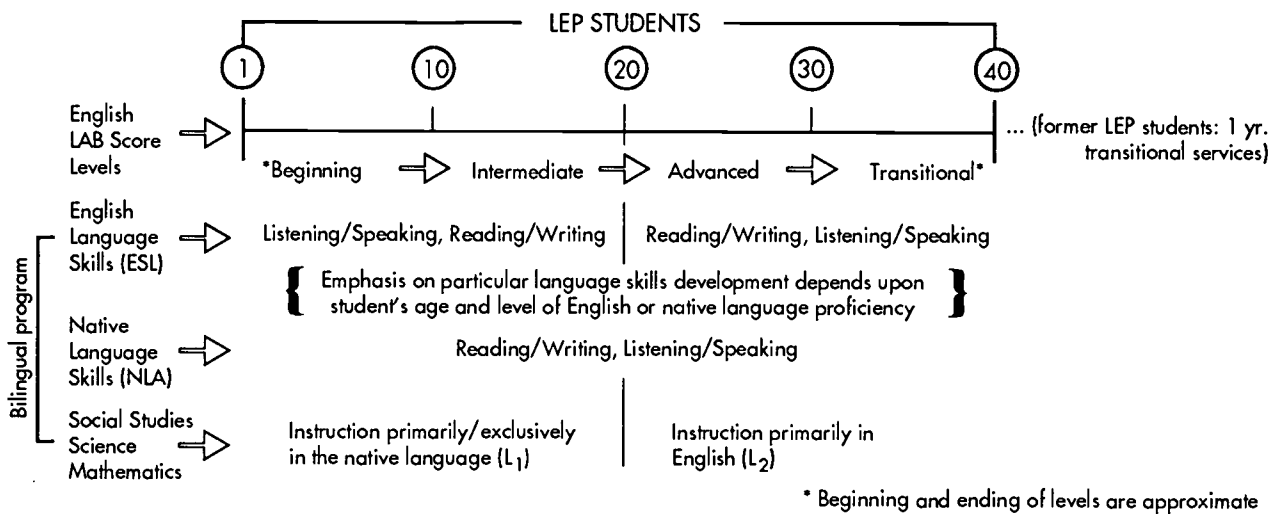 LEP STUDENTS
1 10 20 30 40
English
LAB Score
Levels
... (former LEP students: 1 yr.
transitional services)
*Beginning Intermediate Advanced Transitional*
English
Language
Skills (ESL)
Listening/Speaking, Reading/Writing Reading/Writing, Listening/Speaking
{ Emphasis on particular language skills development depends upon
student's age and level of English or native language proficiency }
Bilingual program
Native
Language
Skills (NLA)
Reading/Writing, Listening/Speaking
Social Studies
Science
Mathematics
Instruction primarily/exclusively
in the native language (L1)
Instruction primarily in
English (L2)
* Beginning and ending of levels are approximate